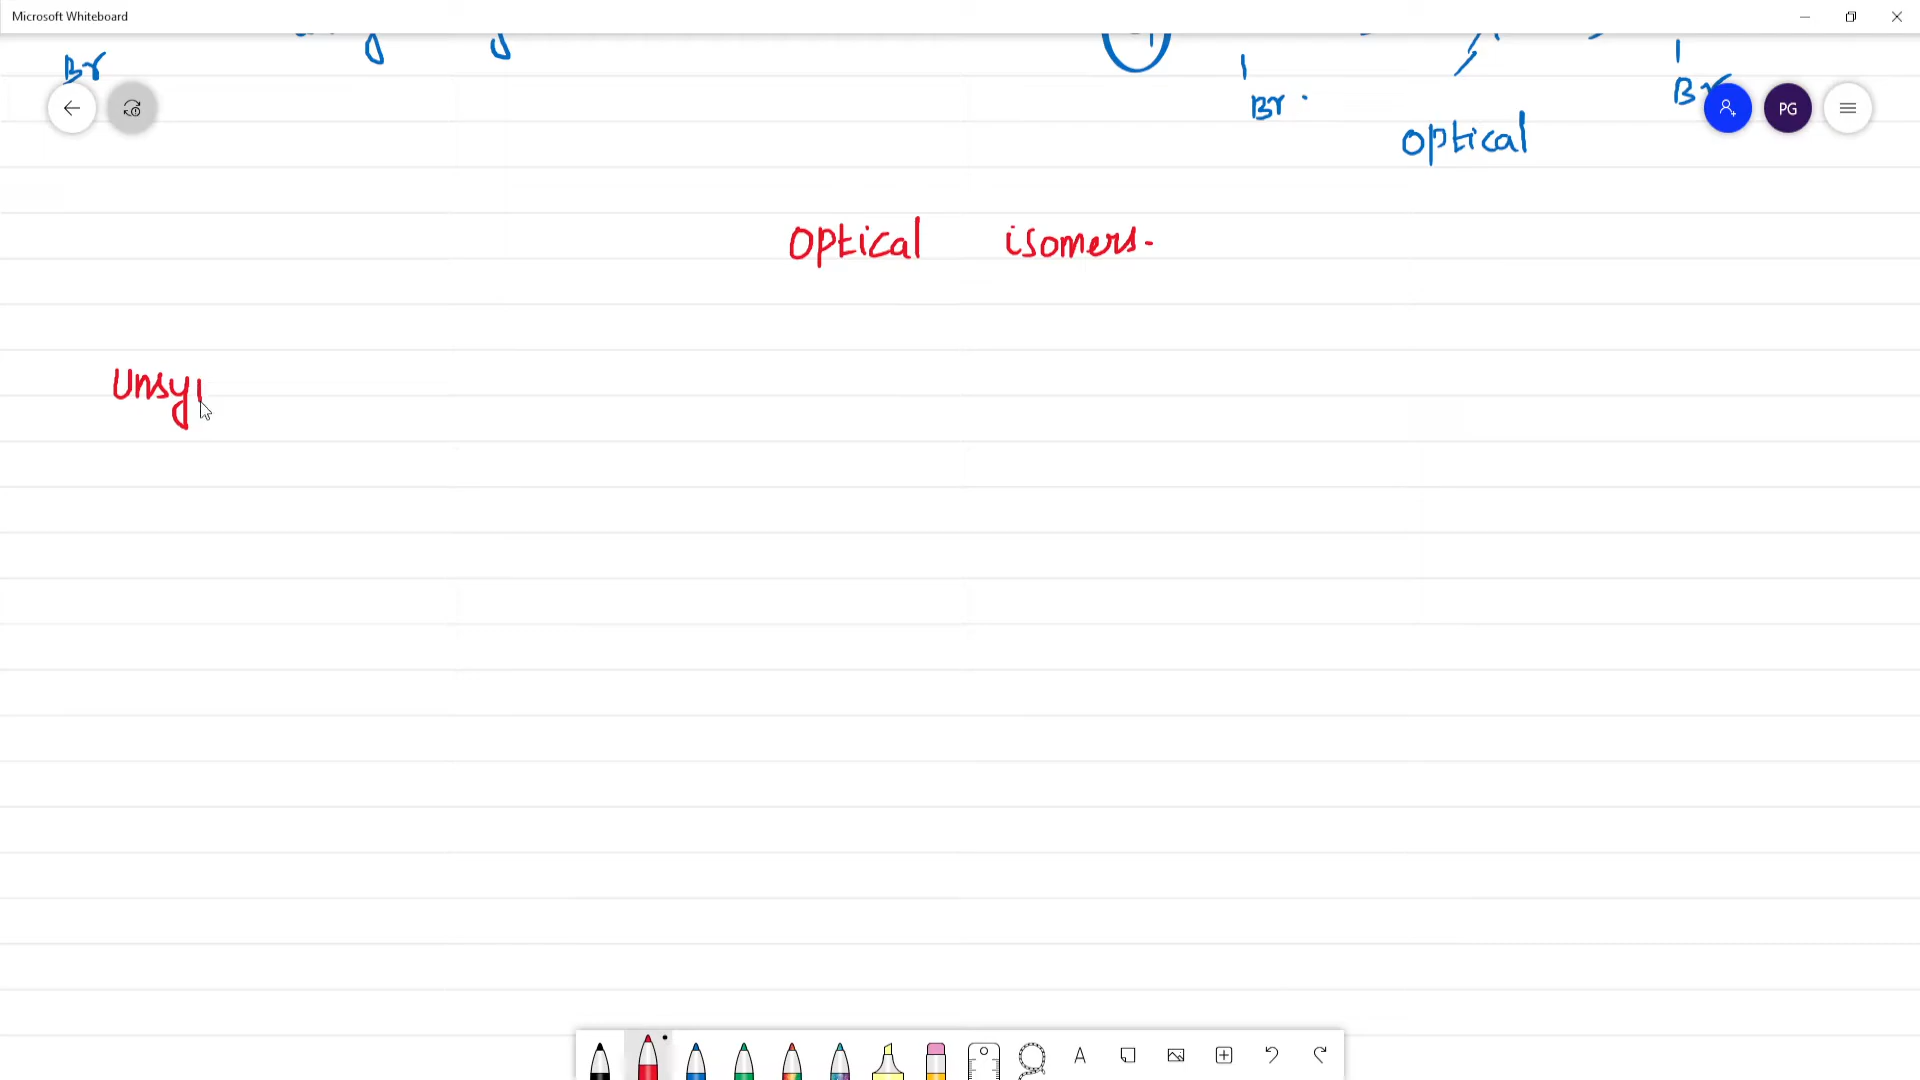 Microsoft Whiteboard
Br
Br .
Br
PG
optical
Optical isomers.
Unsy
A